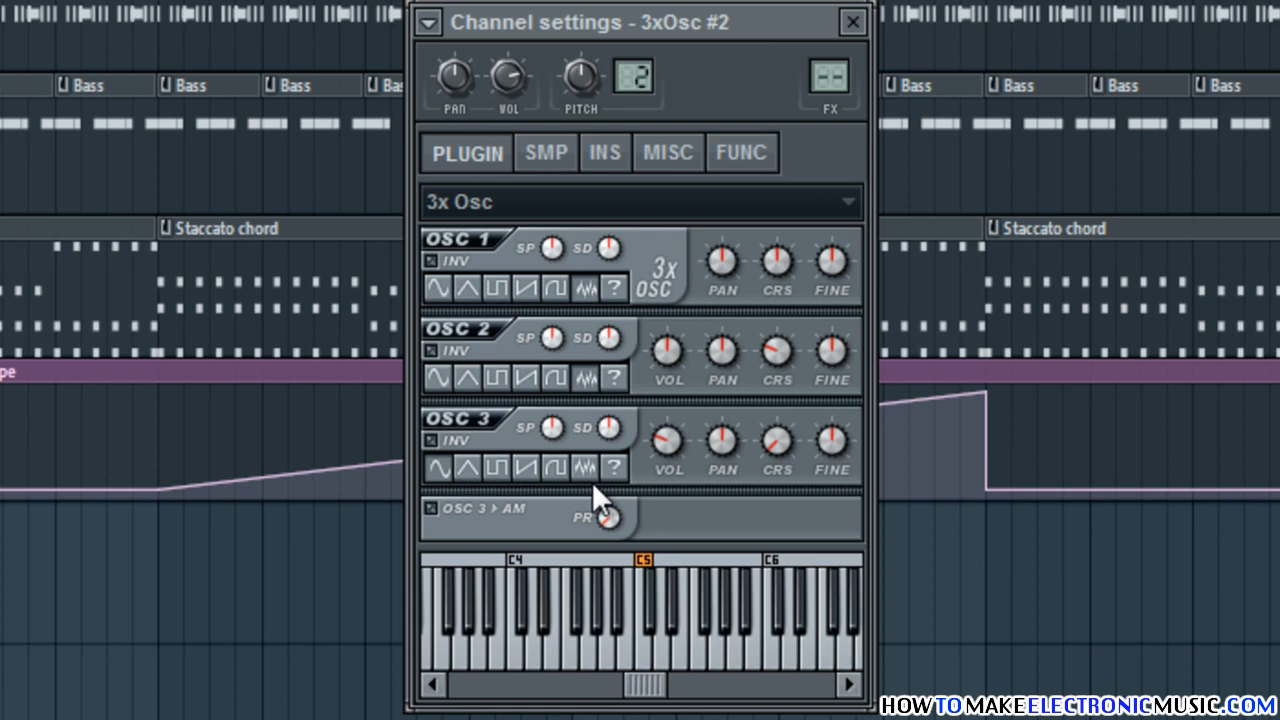 Channel settings - 3xOsc #2
PAN VOL PITCH 2 -- FX
Bass Bass Bass Bas Bass Bass Bass Bass
PLUGIN SMP INS MISC FUNC
3x Osc
Staccato chord Staccato chord
OSC 1 SP SD
INV 3x OSC PAN CRS FINE
?
OSC 2 SP SD
INV VOL PAN CRS FINE
?
pe
OSC 3 SP SD
INV VOL PAN CRS FINE
?
OSC 3 ▸ AM PR
C4 C5 C6
HOWTOMAKEELECTRONICMUSIC.COM